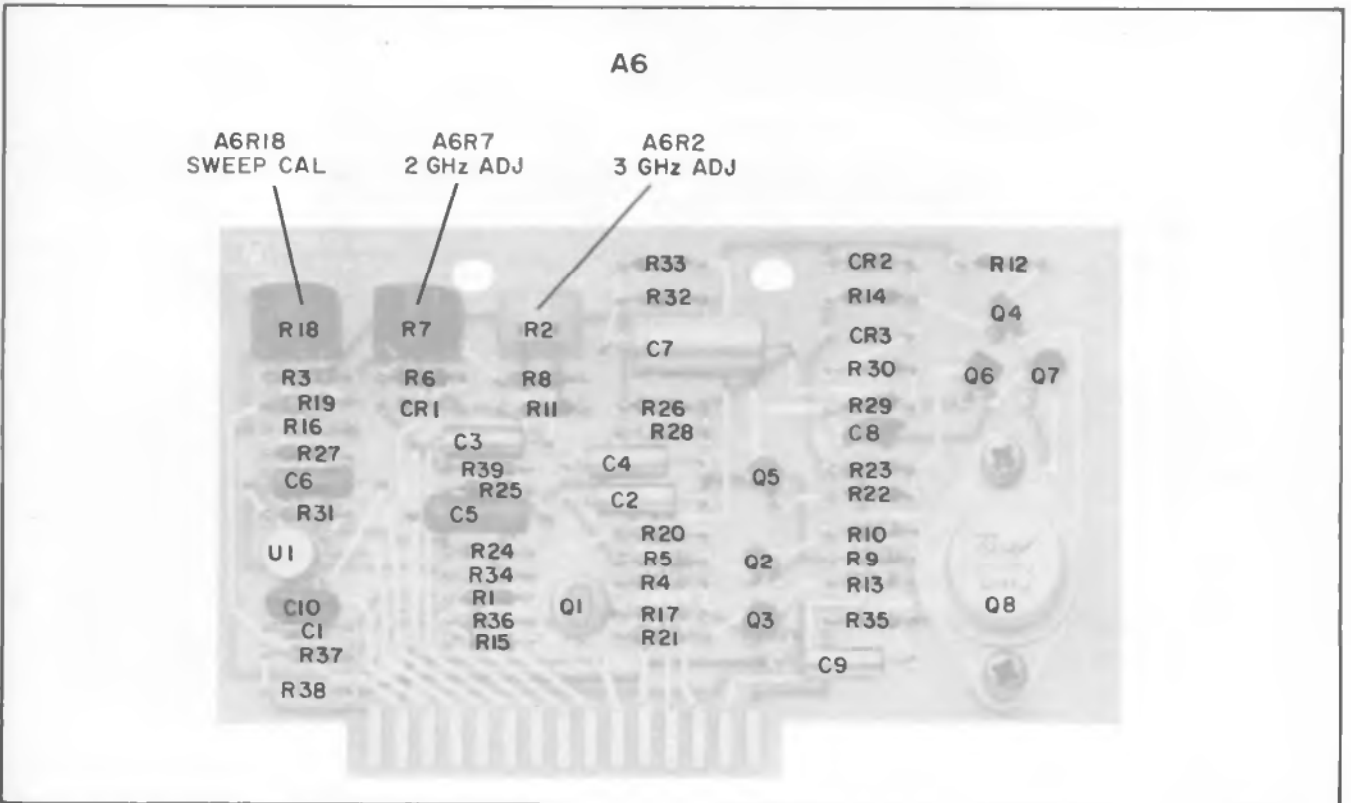 A6
A6R18
SWEEP CAL
A6R7
2 GHz ADJ
A6R2
3 GHz ADJ
R33
CR2
R12
R32
R14
Q4
R18
R7
R2
C7
CR3
R3
R6
R8
R30
Q6
Q7
R19
CR1
R11
R26
R29
R16
R28
C8
C3
R27
R39
C4
Q5
R23
C6
R25
C2
R22
R31
C5
R20
R10
U1
R24
R5
Q2
R9
R34
R4
R13
C10
R1
Q1
R17
Q3
R35
Q8
C1
R36
R21
R37
R15
C9
R38